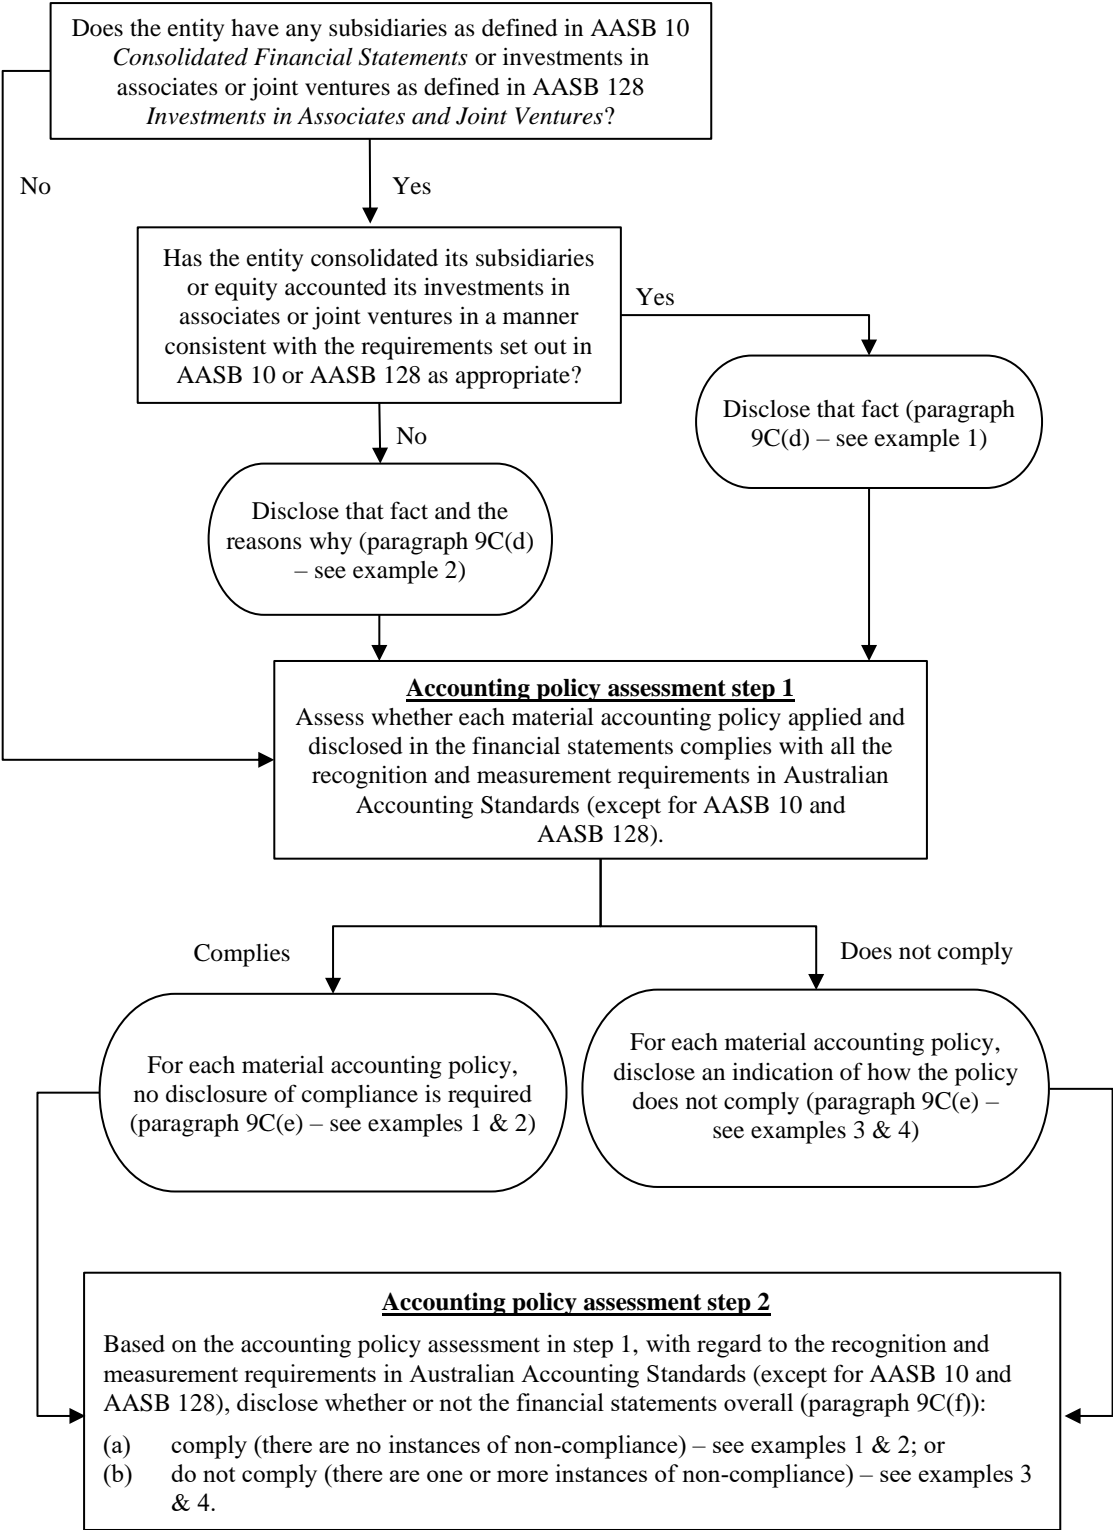 Does the entity have any subsidiaries as defined in AASB 10
Consolidated Financial Statements or investments in
associates or joint ventures as defined in AASB 128
Investments in Associates and Joint Ventures?
No
Yes
Has the entity consolidated its subsidiaries
or equity accounted its investments in
associates or joint ventures in a manner
consistent with the requirements set out in
AASB 10 or AASB 128 as appropriate?
Yes
Disclose that fact (paragraph
9C(d) – see example 1)
No
Disclose that fact and the
reasons why (paragraph 9C(d)
– see example 2)
Accounting policy assessment step 1
Assess whether each material accounting policy applied and
disclosed in the financial statements complies with all the
recognition and measurement requirements in Australian
Accounting Standards (except for AASB 10 and
AASB 128).
Complies
Does not comply
For each material accounting policy,
no disclosure of compliance is required
(paragraph 9C(e) – see examples 1 & 2)
For each material accounting policy,
disclose an indication of how the policy
does not comply (paragraph 9C(e) –
see examples 3 & 4)
Accounting policy assessment step 2
Based on the accounting policy assessment in step 1, with regard to the recognition and
measurement requirements in Australian Accounting Standards (except for AASB 10 and
AASB 128), disclose whether or not the financial statements overall (paragraph 9C(f)):
(a) comply (there are no instances of non-compliance) – see examples 1 & 2; or
(b) do not comply (there are one or more instances of non-compliance) – see examples 3
& 4.